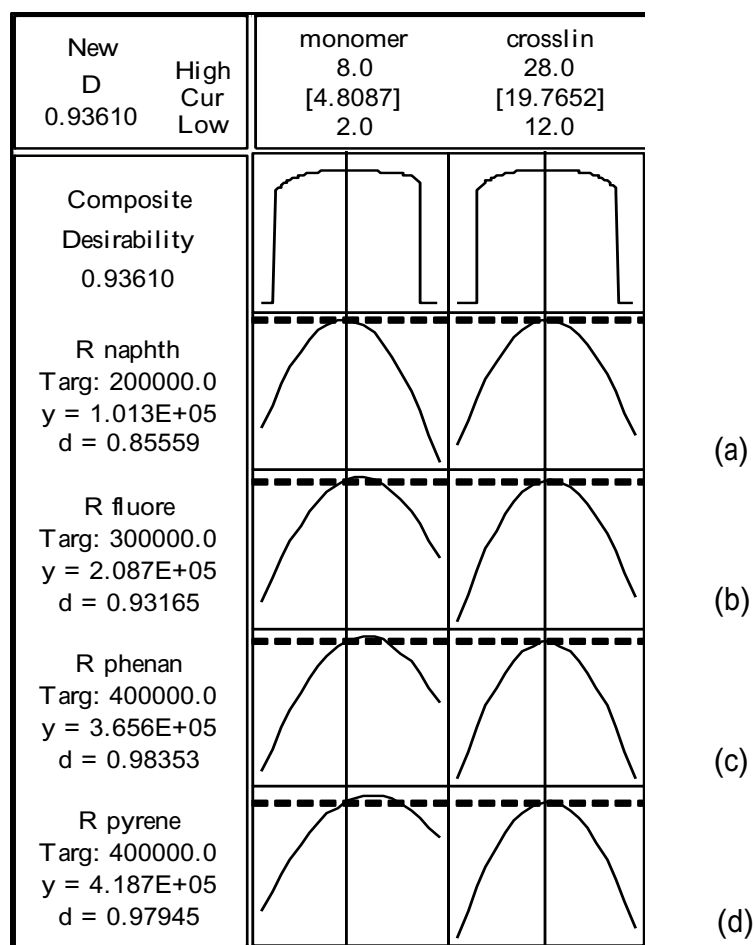 New
D
0.93610
High
Cur
Low
monomer
8.0
[4.8087]
2.0
crosslin
28.0
[19.7652]
12.0
Composite
Desirability
0.93610
R naphth
Targ: 200000.0
y = 1.013E+05
d = 0.85559
(a)
R fluore
Targ: 300000.0
y = 2.087E+05
d = 0.93165
(b)
R phenan
Targ: 400000.0
y = 3.656E+05
d = 0.98353
(c)
R pyrene
Targ: 400000.0
y = 4.187E+05
d = 0.97945
(d)